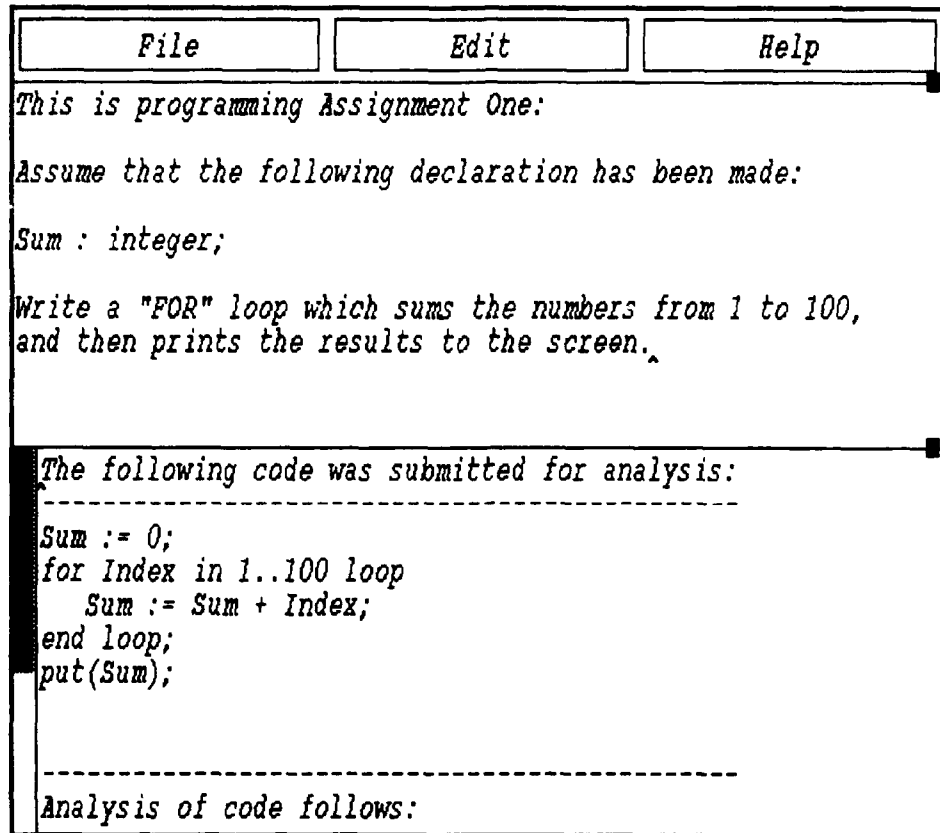 File Edit Help
This is programming Assignment One:
Assume that the following declaration has been made:
Sum : integer;
Write a "FOR" loop which sums the numbers from 1 to 100,
and then prints the results to the screen.
The following code was submitted for analysis:
-----------------------------------------------
Sum := 0;
for Index in 1..100 loop
   Sum := Sum + Index;
end loop;
put(Sum);
-----------------------------------------------
Analysis of code follows: